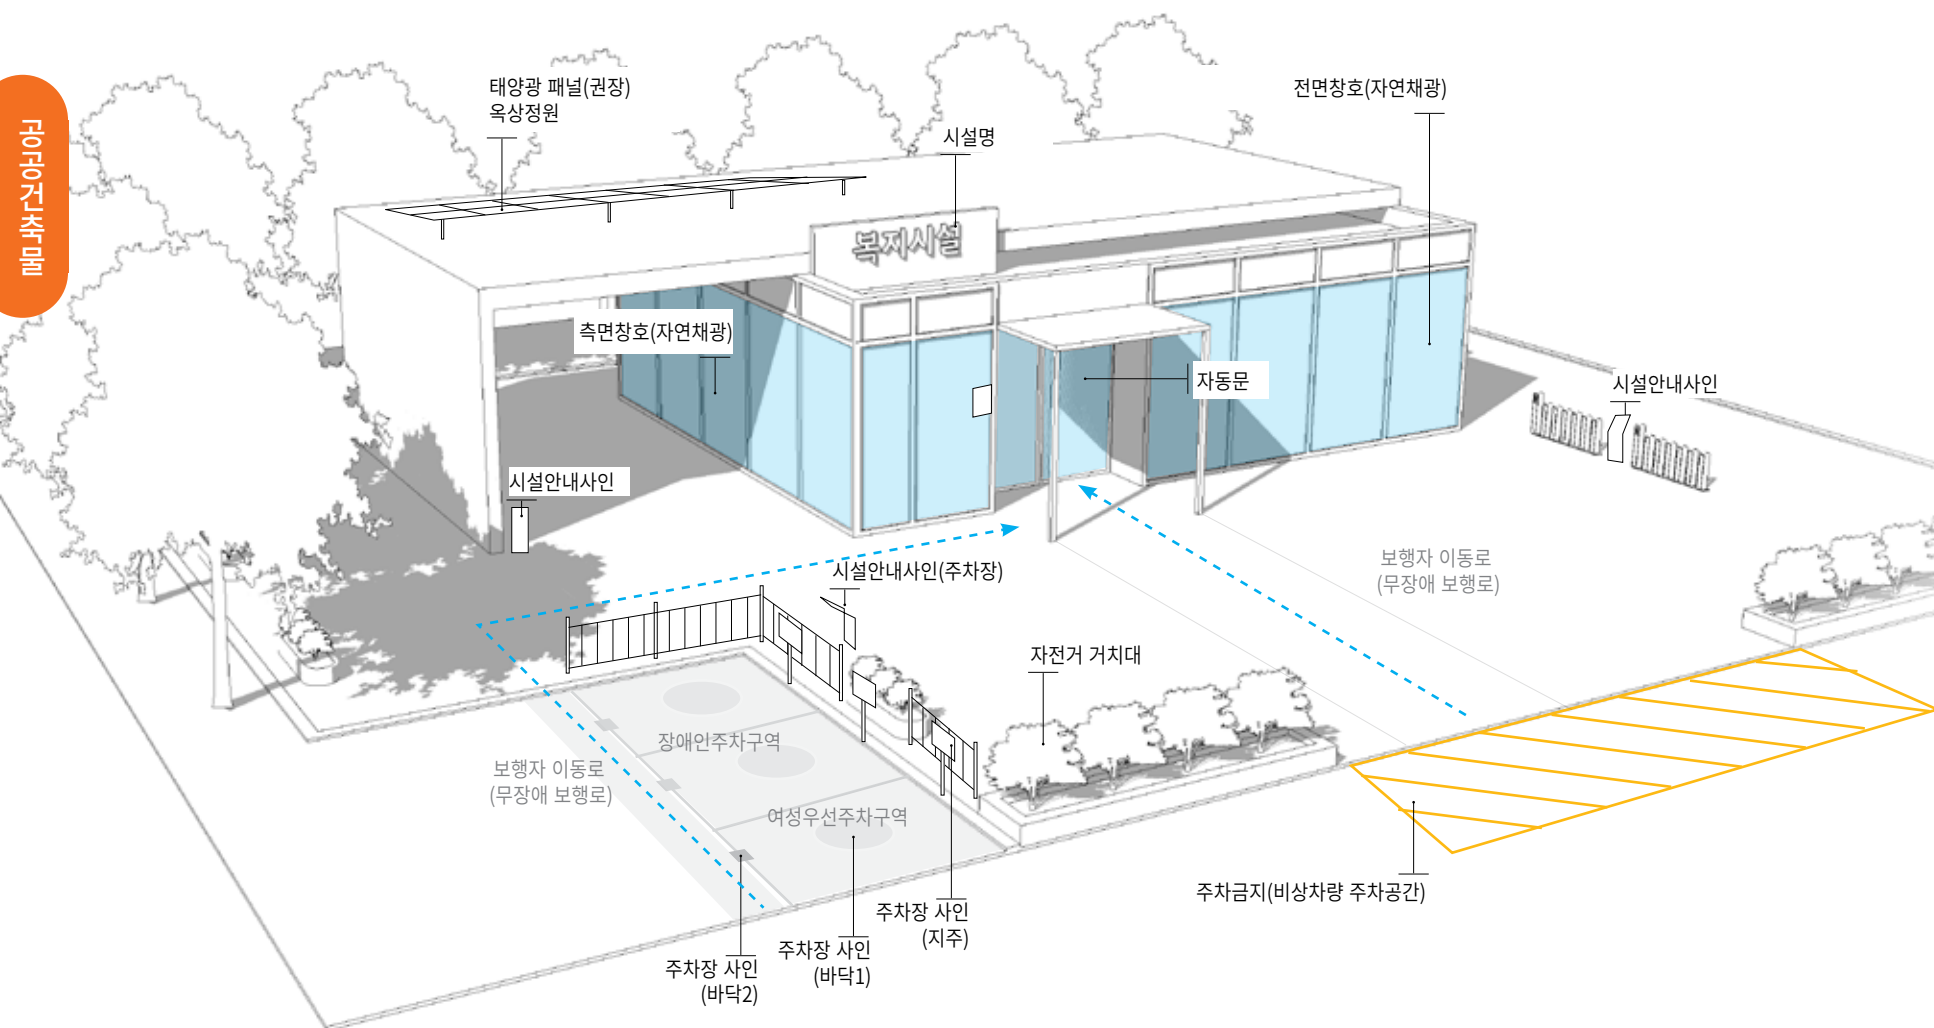 공공건축물
태양광 패널(권장)
옥상정원
시설명
전면창호(자연채광)
복지시설
측면창호(자연채광)
자동문
시설안내사인
시설안내사인
보행자 이동로
(무장애 보행로)
시설안내사인(주차장)
자전거 거치대
장애인주차구역
보행자 이동로
(무장애 보행로)
여성우선주차구역
주차금지(비상차량 주차공간)
주차장 사인
(지주)
주차장 사인
(바닥1)
주차장 사인
(바닥2)